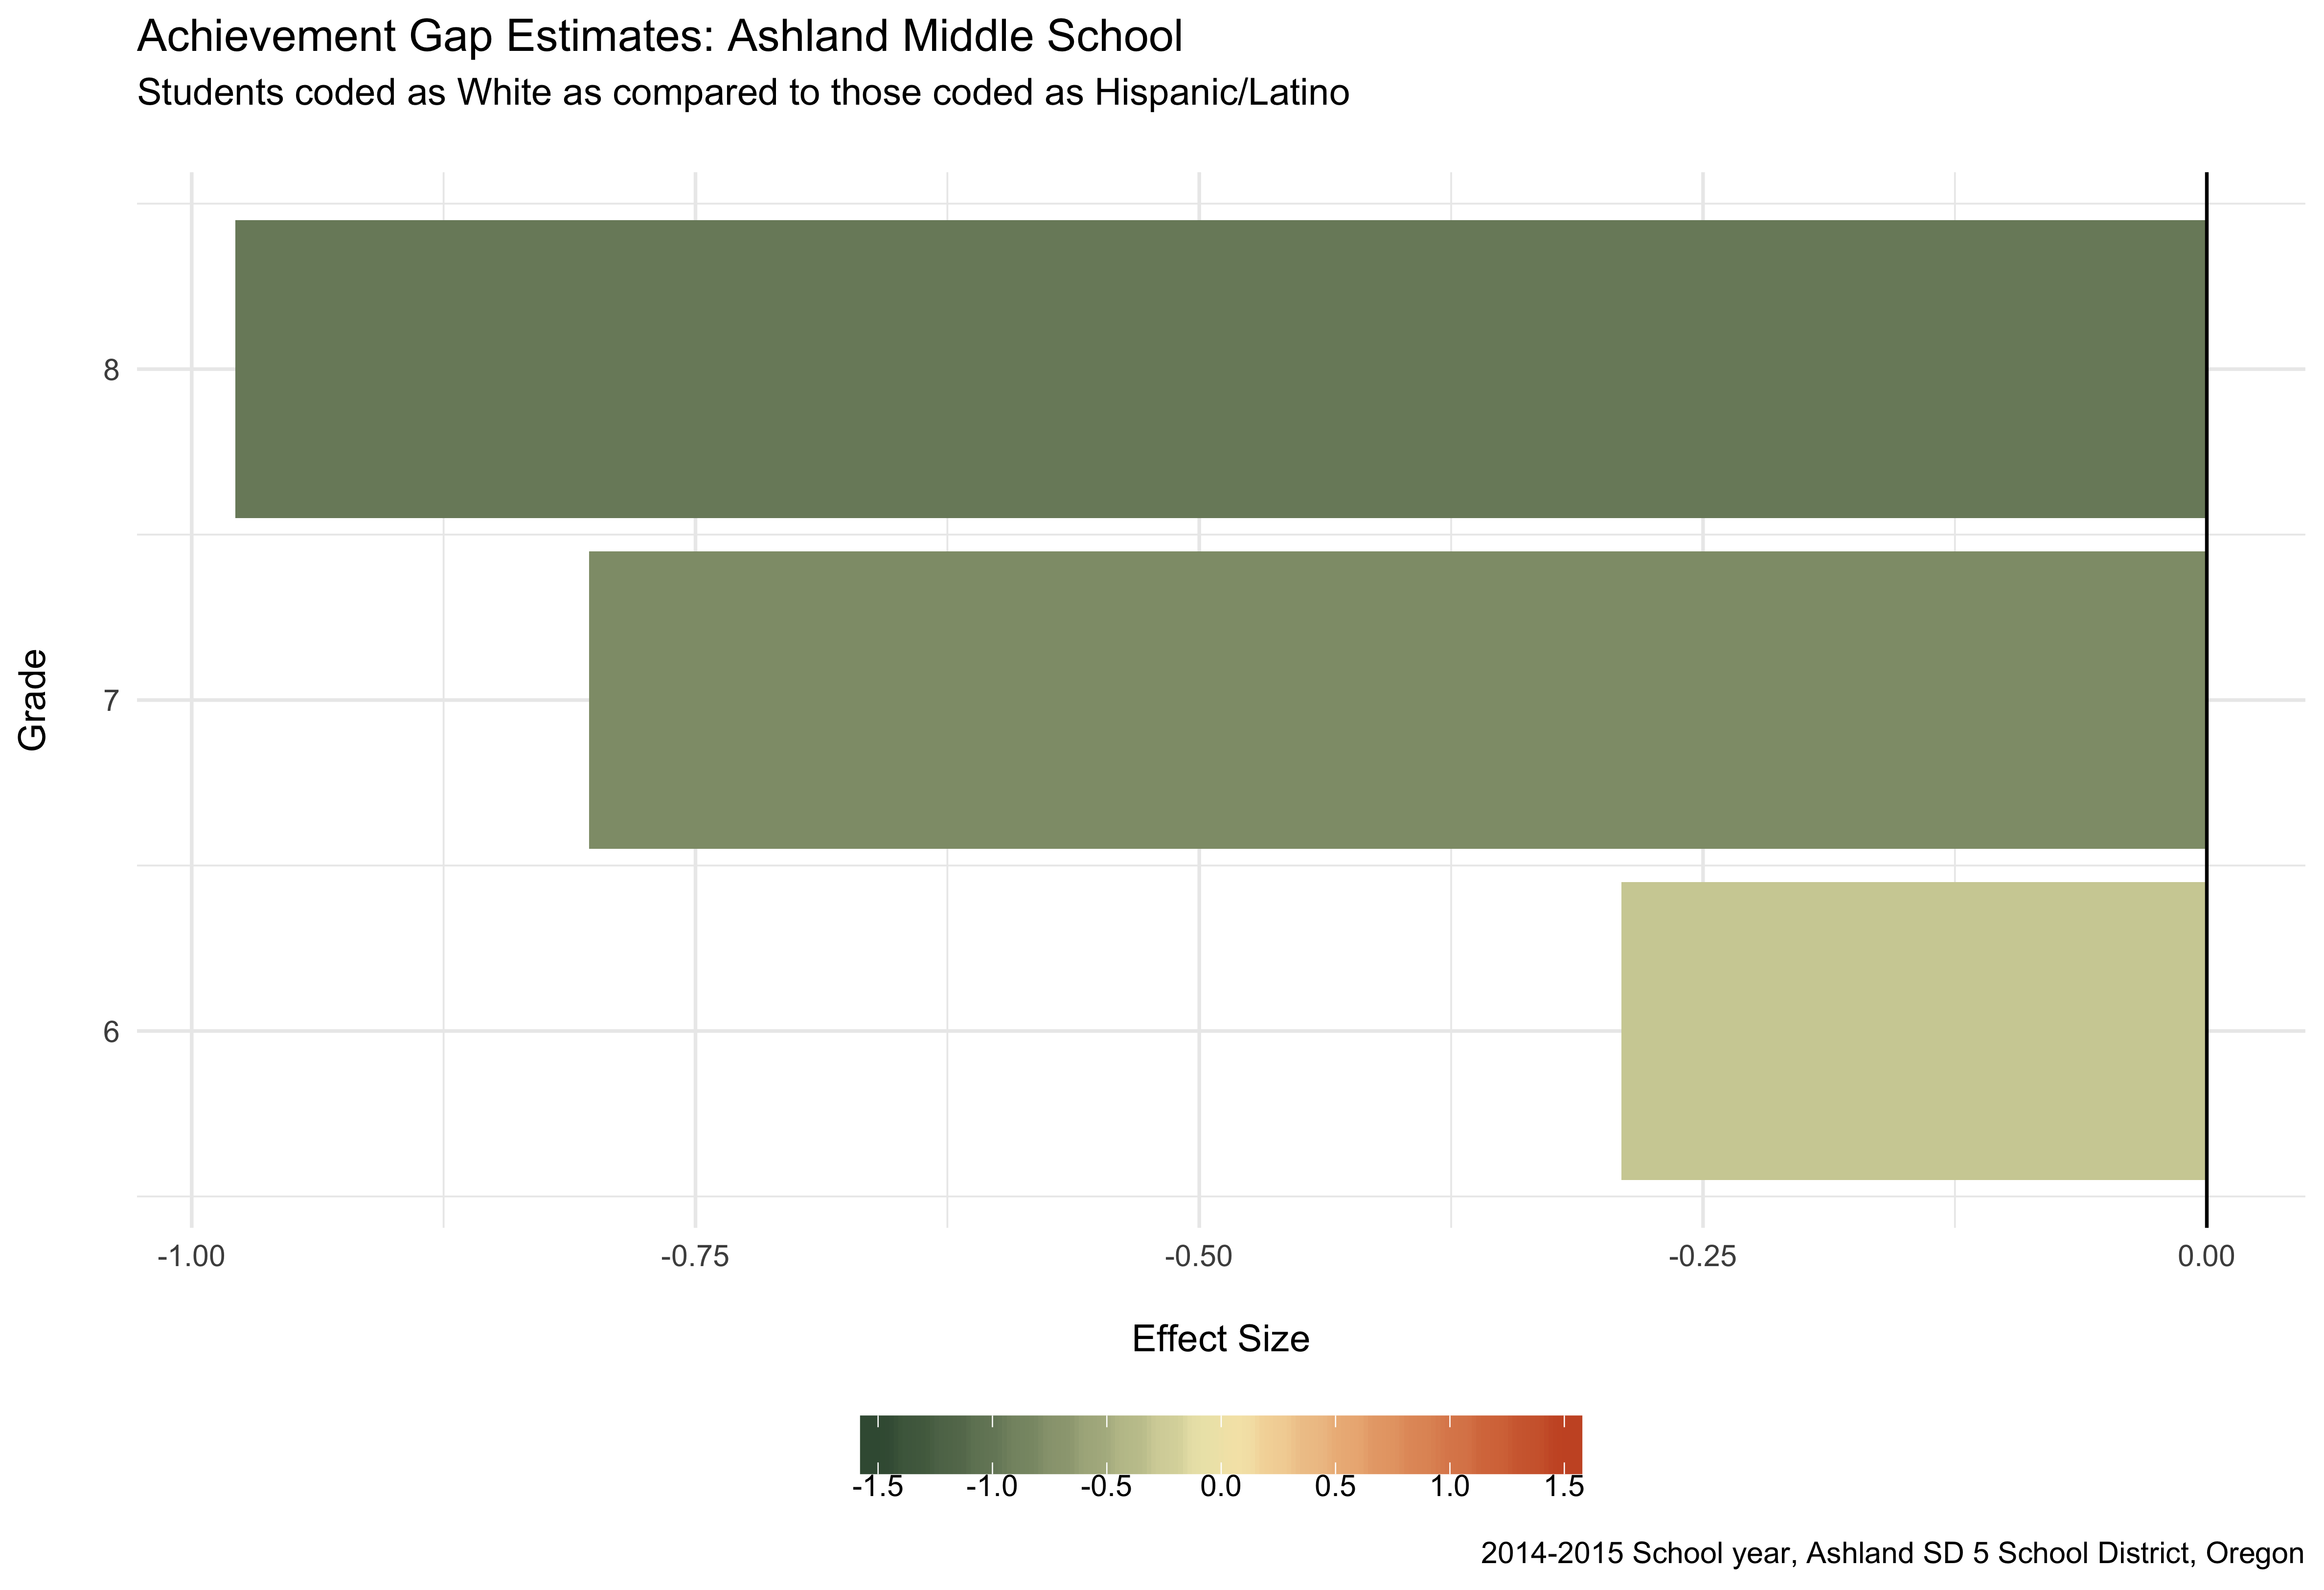 Achievement Gap Estimates: Ashland Middle School
Students coded as White as compared to those coded as Hispanic/Latino
8
7
6
Grade
-1.00 -0.75 -0.50 -0.25 0.00
Effect Size
-1.5 -1.0 -0.5 0.0 0.5 1.0 1.5
2014-2015 School year, Ashland SD 5 School District, Oregon